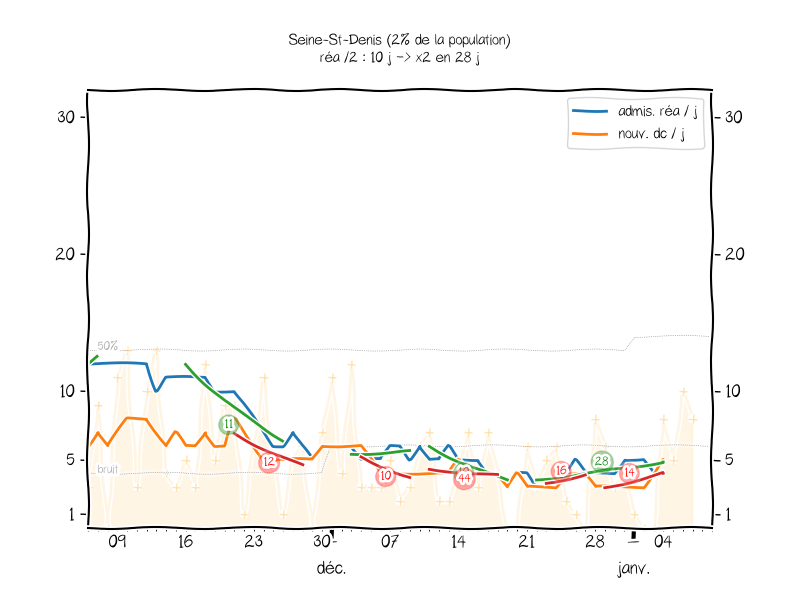 Seine-St-Denis (2% de la population)
réa /2 : 10 j -> x2 en 28 j
admis. réa / j
nouv. dc / j
30 30
20 20
50%
10 10
11
12
10
44
16
28
14
5 5
bruit
1 1
09 16 23 30 07 14 21 28 04
déc. janv.